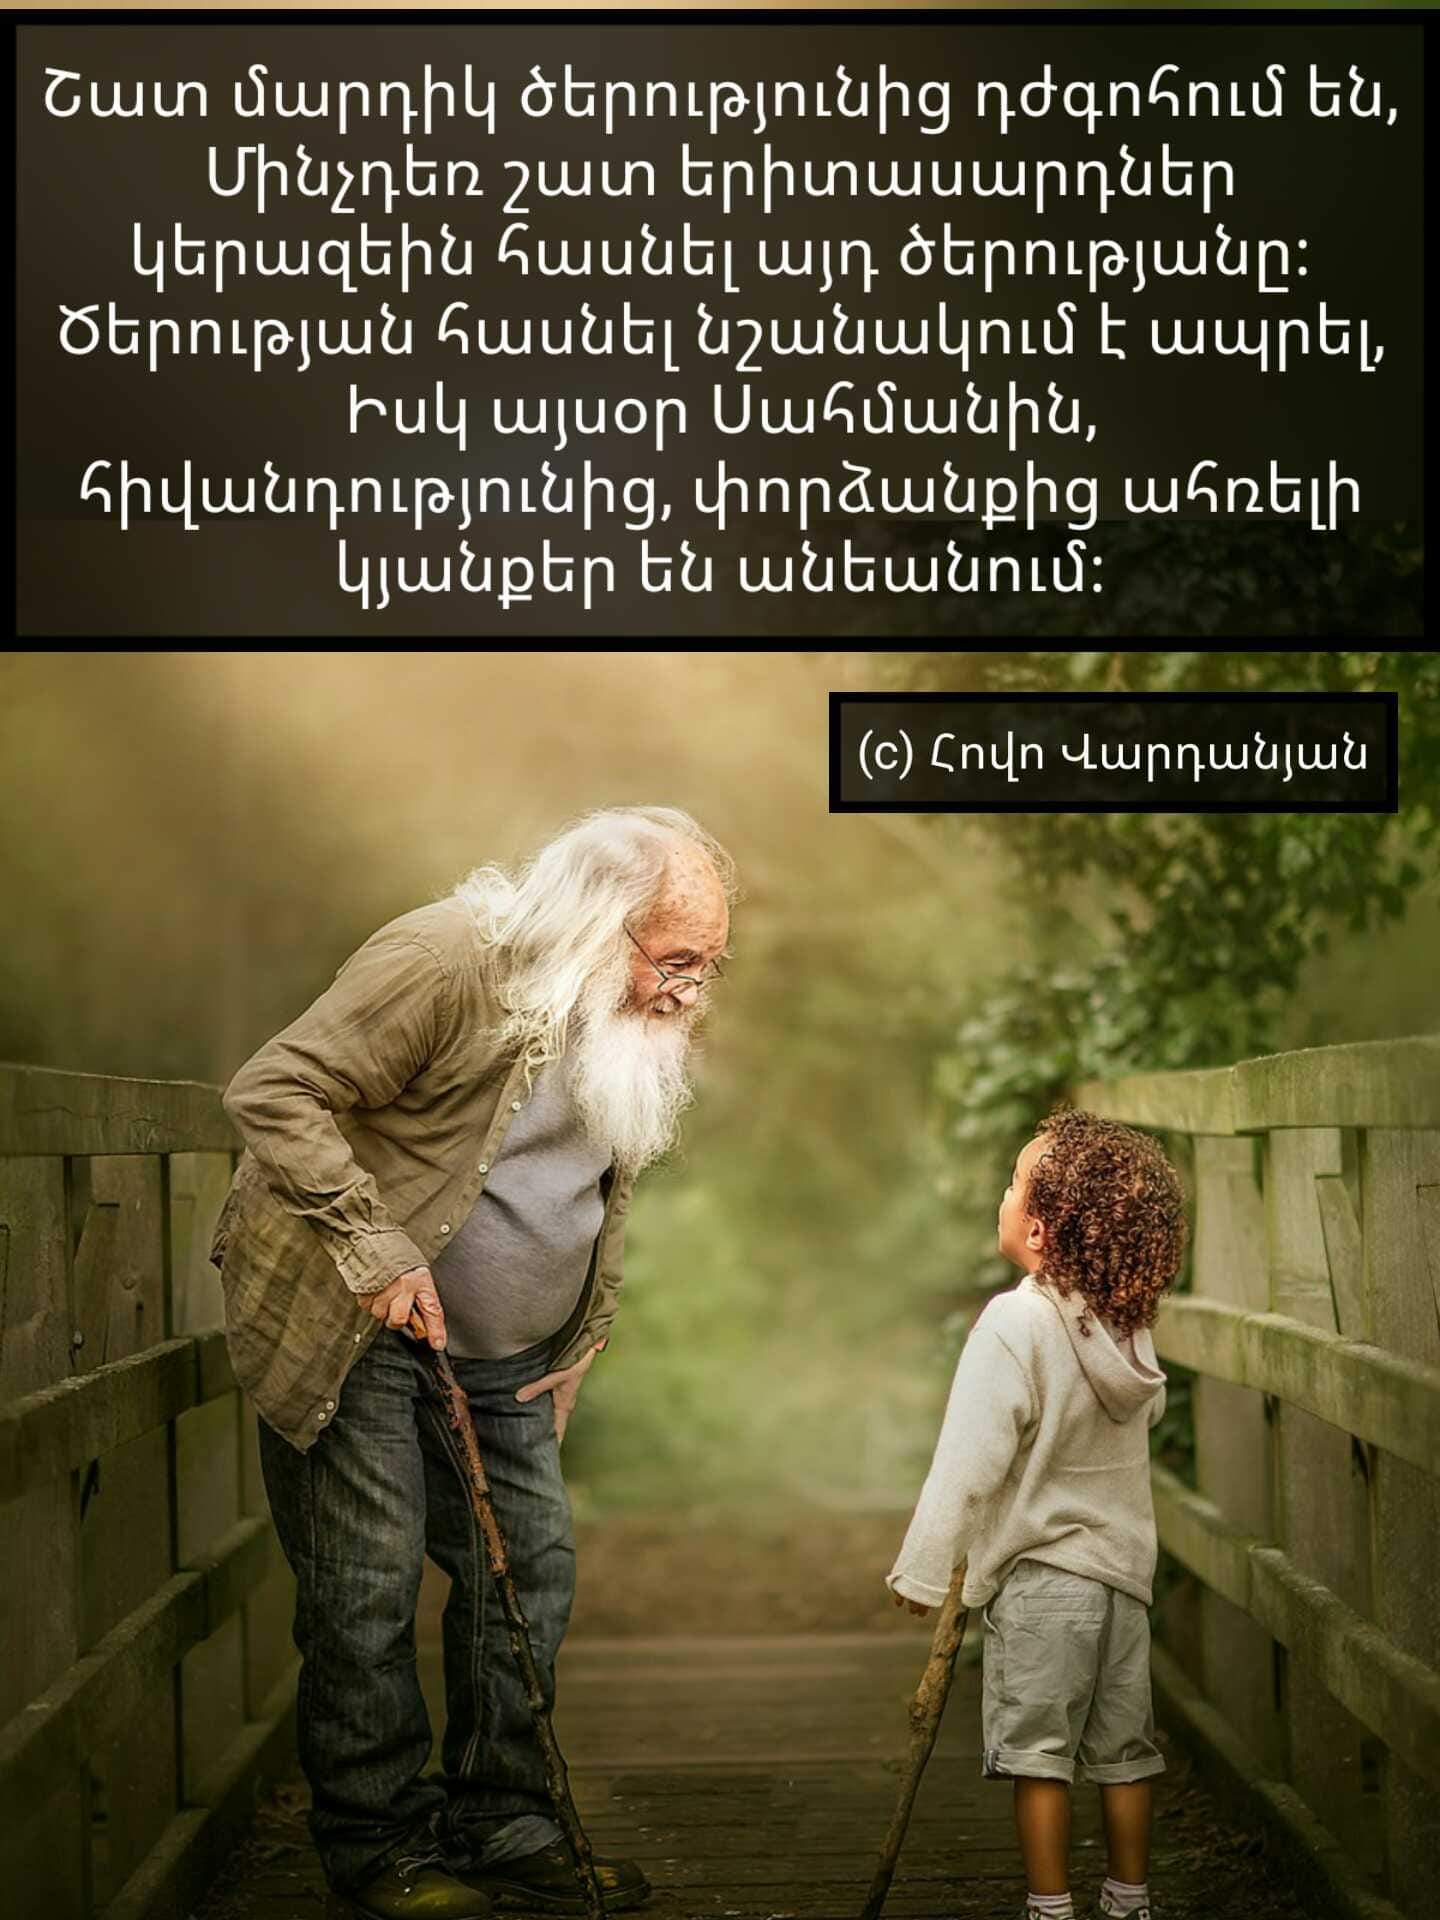 Շատ մարդիկ ծերությունից դժգոհում են,
Մինչդեռ շատ երիտասարդներ
կերազեին հասնել այդ ծերությանը:
Ծերության հասնել նշանակում է ապրել,
Իսկ այսօր Սահմանին,
հիվանդությունից, փորձանքից ահռելի
կյանքեր են անեանում:
(c) Հովո Վարդանյան